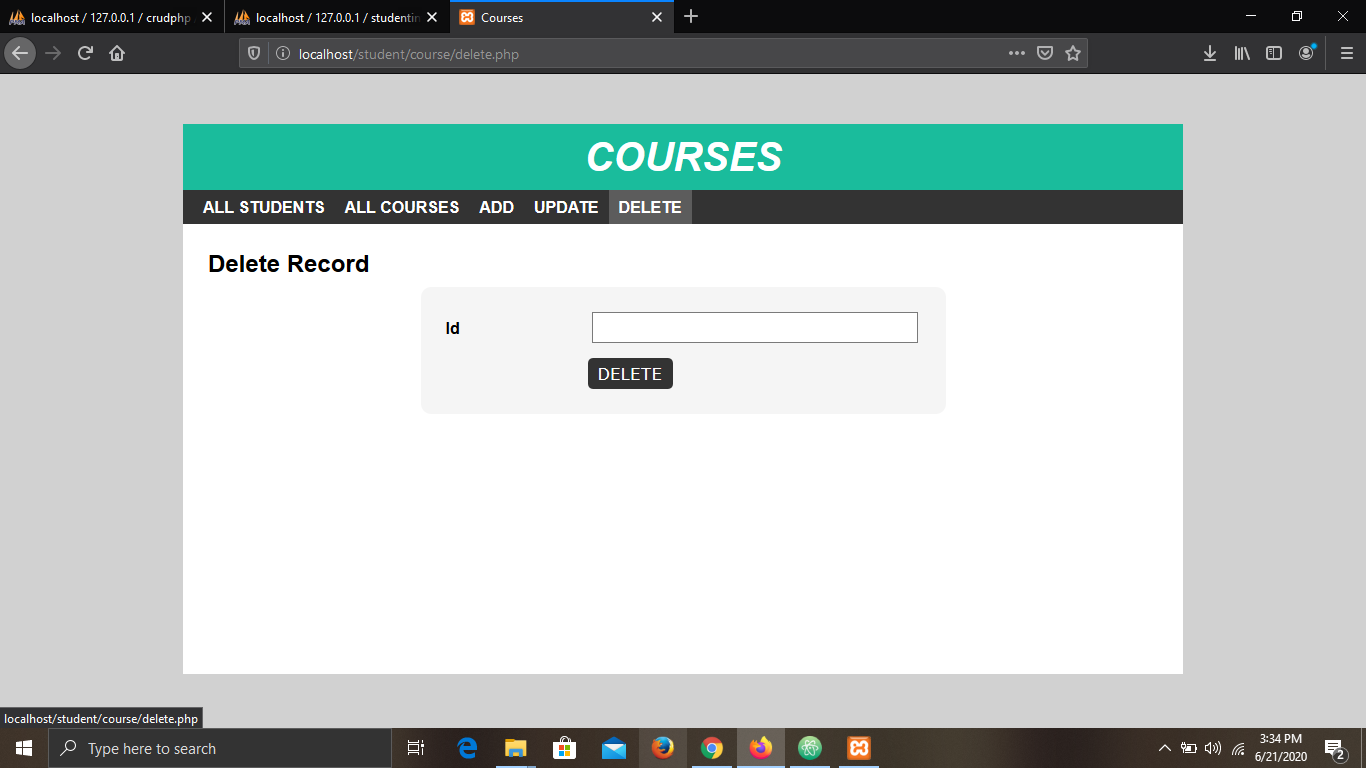 localhost / 127.0.0.1 / crudphp
localhost / 127.0.0.1 / studentin
Courses
localhost/student/course/delete.php
COURSES
ALL STUDENTS ALL COURSES ADD UPDATE DELETE
Delete Record
Id
DELETE
localhost/student/course/delete.php
Type here to search
3:34 PM
6/21/2020
2